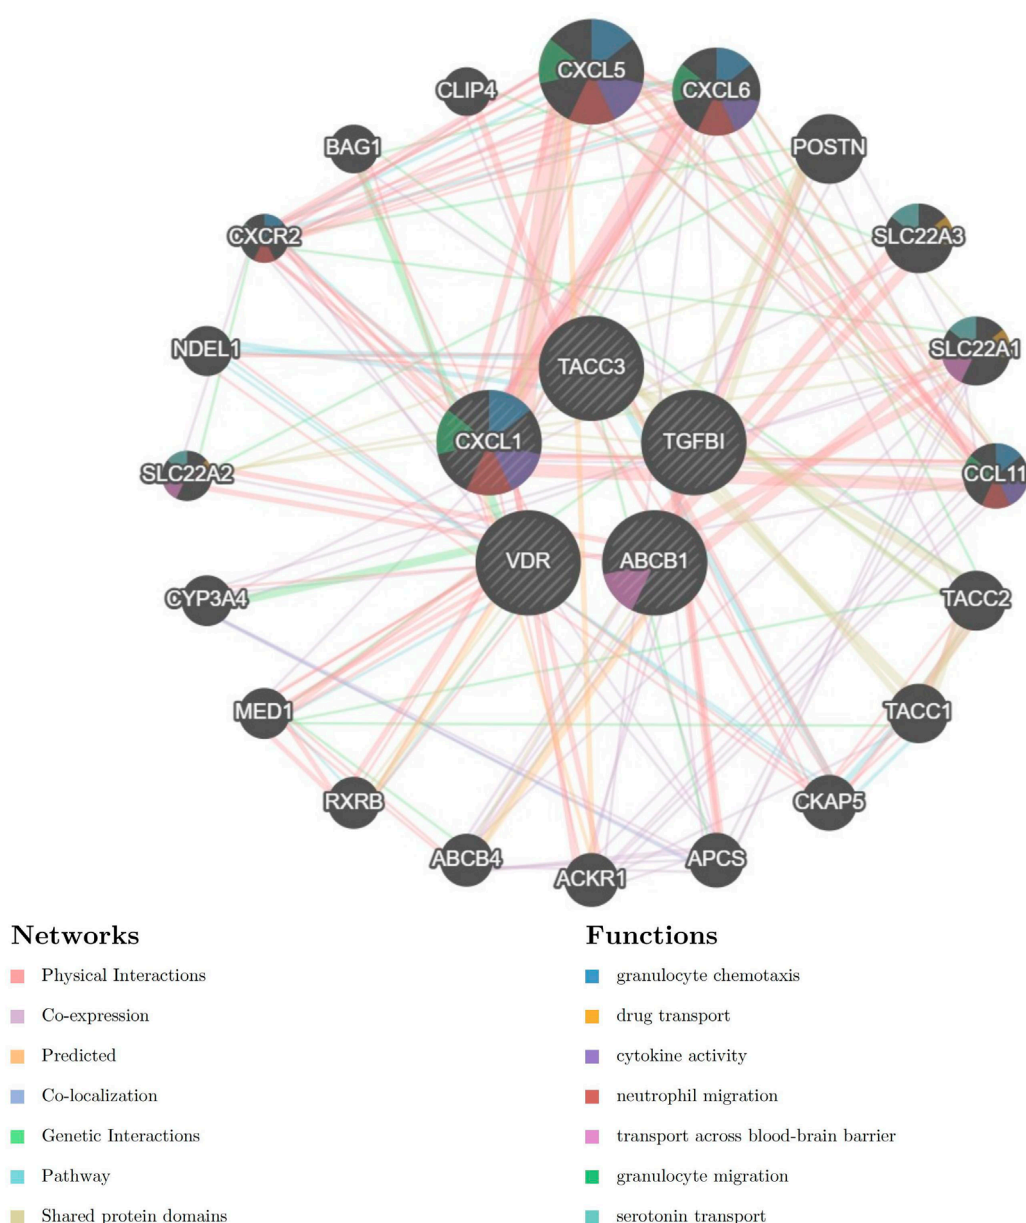 CXCL5
CXCL6
CLIP4
BAG1
POSTN
CXCR2
SLC22A3
NDEL1
TACC3
SLC22A1
CXCL1
TGFBI
SLC22A2
CCL11
VDR
ABCB1
CYP3A4
TACC2
MED1
TACC1
RXRB
CKAP5
ABCB4
ACKR1
APCS
Networks
Physical Interactions
Co-expression
Predicted
Co-localization
Genetic Interactions
Pathway
Shared protein domains
Functions
granulocyte chemotaxis
drug transport
cytokine activity
neutrophil migration
transport across blood-brain barrier
granulocyte migration
serotonin transport